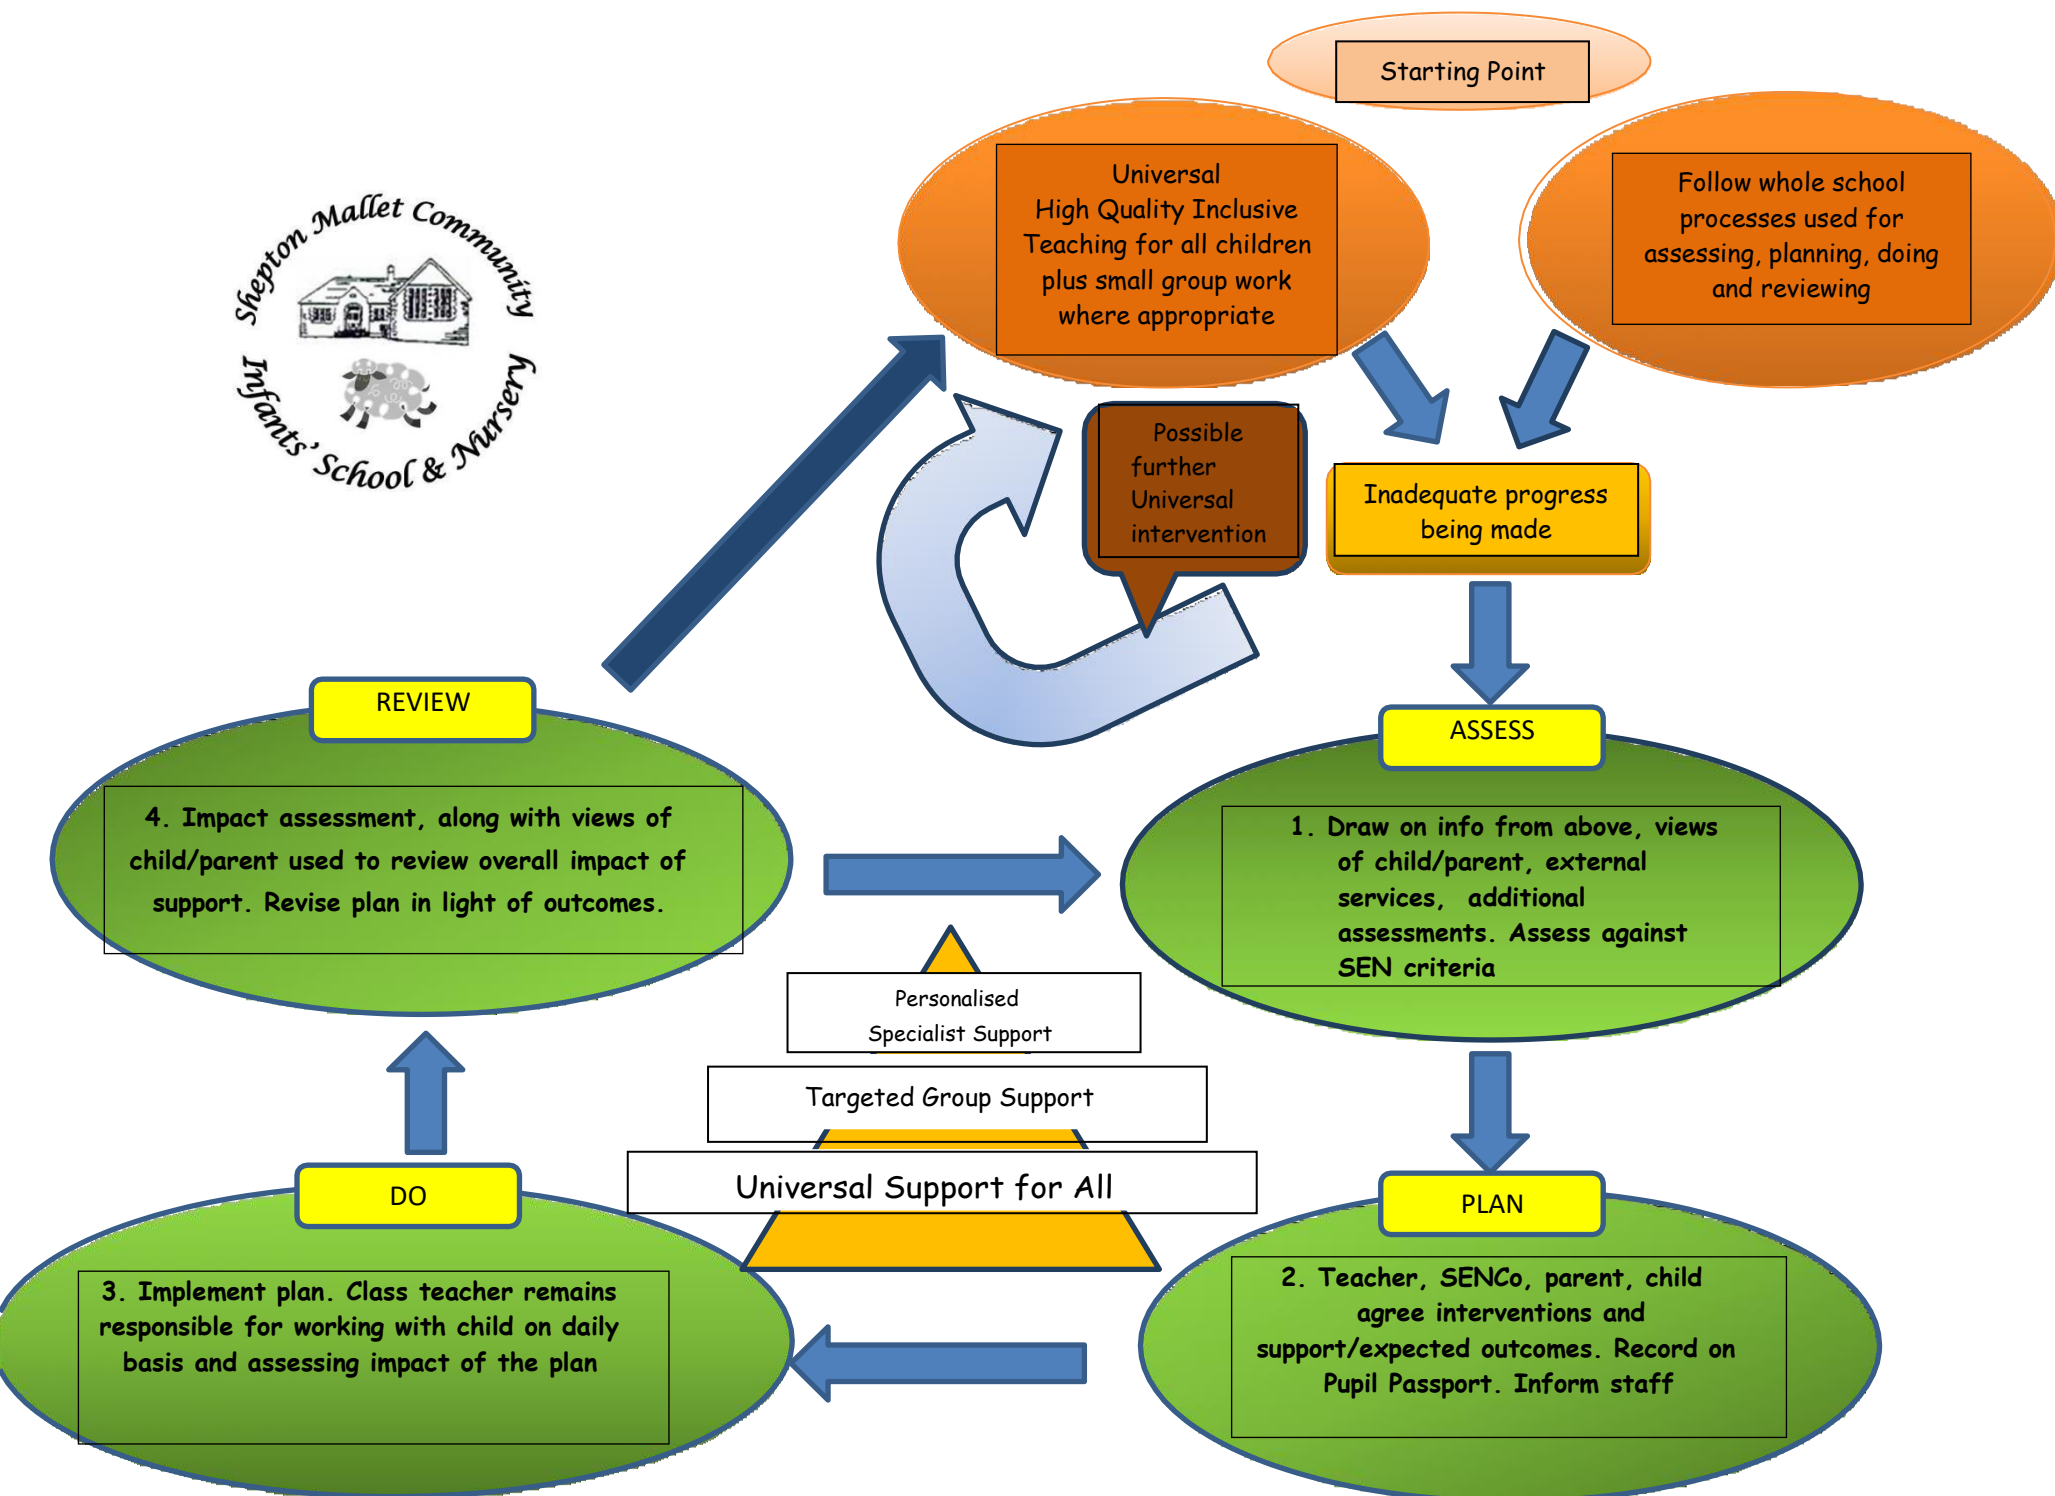 Starting Point
Shepton Mallet Community
Infants' School & Nursery
Universal
High Quality Inclusive
Teaching for all children
plus small group work
where appropriate
Follow whole school
processes used for
assessing, planning, doing
and reviewing
Possible
further
Universal
intervention
Inadequate progress
being made
ASSESS
1. Draw on info from above, views
of child/parent, external
services, additional
assessments. Assess against
SEN criteria
PLAN
2. Teacher, SENCo, parent, child
agree interventions and
support/expected outcomes. Record on
Pupil Passport. Inform staff
DO
3. Implement plan. Class teacher remains
responsible for working with child on daily
basis and assessing impact of the plan
REVIEW
4. Impact assessment, along with views of
child/parent used to review overall impact of
support. Revise plan in light of outcomes.
Personalised
Specialist Support
Targeted Group Support
Universal Support for All